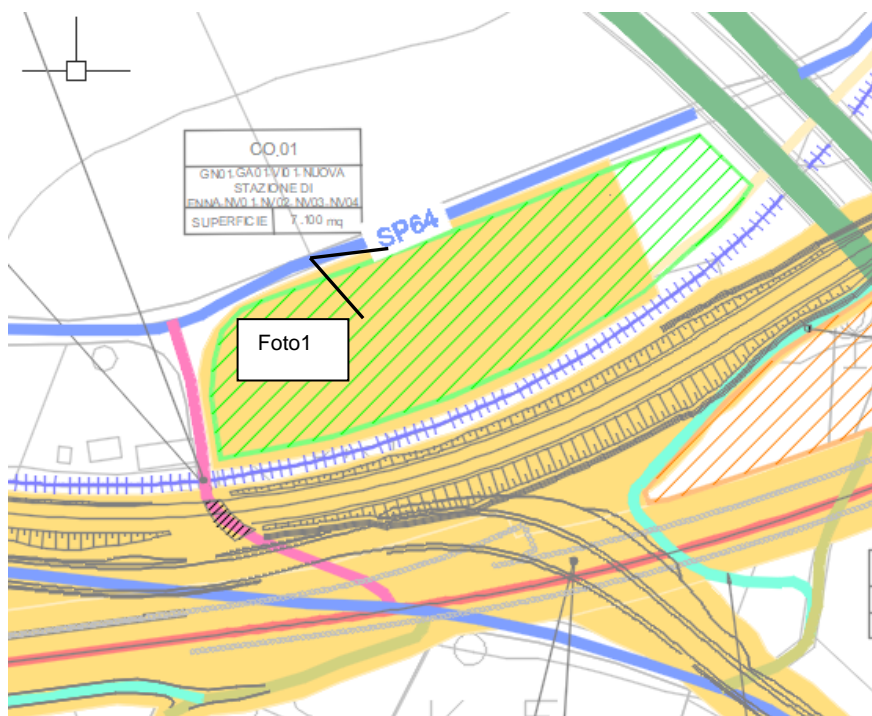 CO.01
GN01.GA01.VI01.NUOVA
STAZIONE DI
ENNA.NV01.NV02.NV03.NV04
SUPERFICIE 7.100 mq
SP64
Foto1
K E